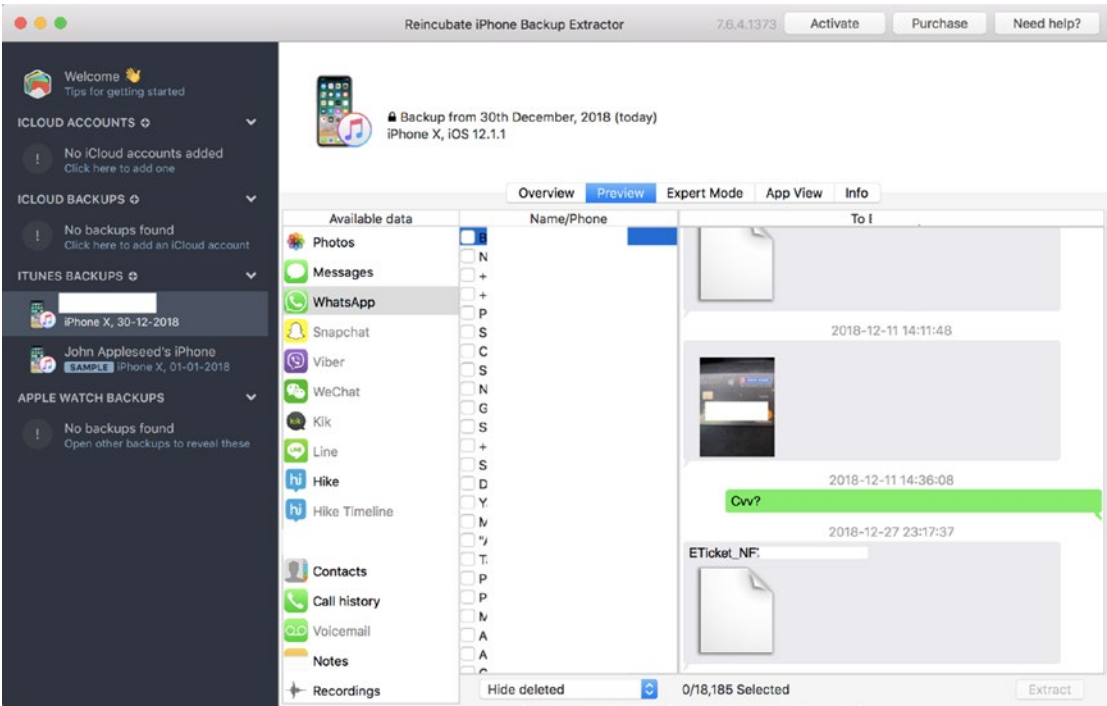 Reincubate iPhone Backup Extractor
7.6.4.1373
Activate
Purchase
Need help?
Welcome 👋
Tips for getting started
ICLOUD ACCOUNTS
No iCloud accounts added
Click here to add one
ICLOUD BACKUPS
No backups found
Click here to add an iCloud account
ITUNES BACKUPS
iPhone X, 30-12-2018
John Appleseed's iPhone
SAMPLE iPhone X, 01-01-2018
APPLE WATCH BACKUPS
No backups found
Open other backups to reveal these
Backup from 30th December, 2018 (today)
iPhone X, iOS 12.1.1
Overview
Preview
Expert Mode
App View
Info
Available data
Photos
Messages
WhatsApp
Snapchat
Viber
WeChat
Kik
Line
Hike
Hike Timeline
Contacts
Call history
Voicemail
Notes
Recordings
Name/Phone
B
N
+
+
P
S
C
S
N
G
S
+
S
D
Y
M
"A
T
P
P
M
A
A
Hide deleted
To
2018-12-11 14:11:48
2018-12-11 14:36:08
Cvv?
2018-12-27 23:17:37
ETicket_NF
0/18,185 Selected
Extract